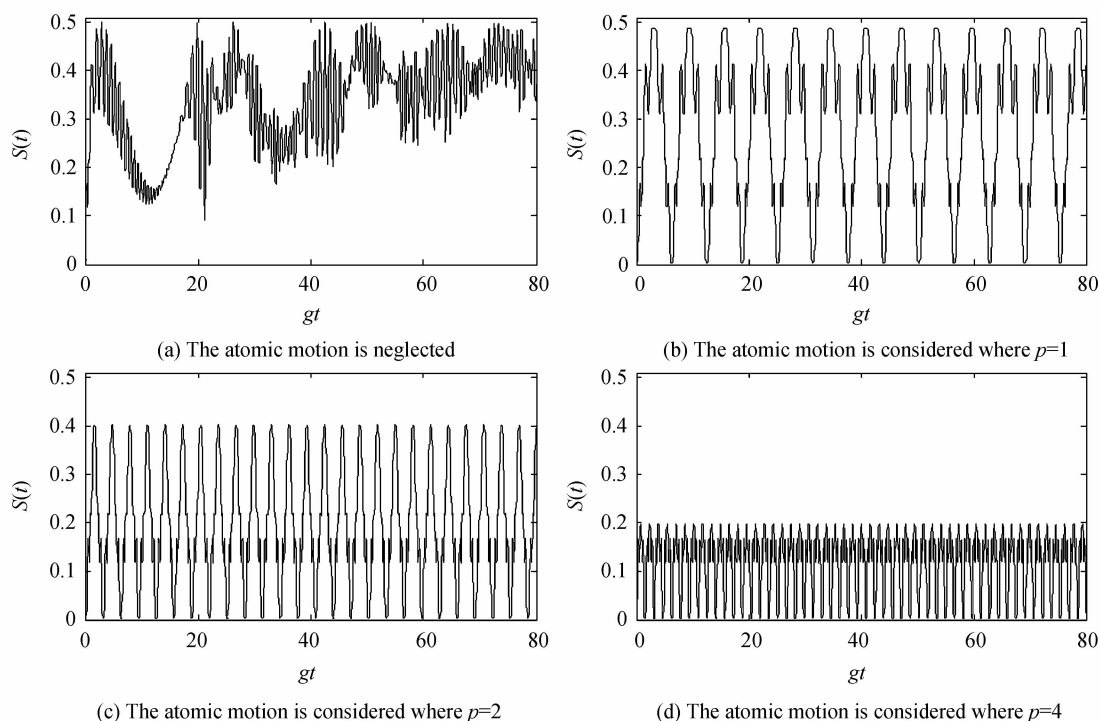 0.5
0.4
0.3
0.2
0.1
0
S(t)
0 20 40 60 80
gt
(a) The atomic motion is neglected
0.5
0.4
0.3
0.2
0.1
0
S(t)
0 20 40 60 80
gt
(b) The atomic motion is considered where p=1
0.5
0.4
0.3
0.2
0.1
0
S(t)
0 20 40 60 80
gt
(c) The atomic motion is considered where p=2
0.5
0.4
0.3
0.2
0.1
0
S(t)
0 20 40 60 80
gt
(d) The atomic motion is considered where p=4